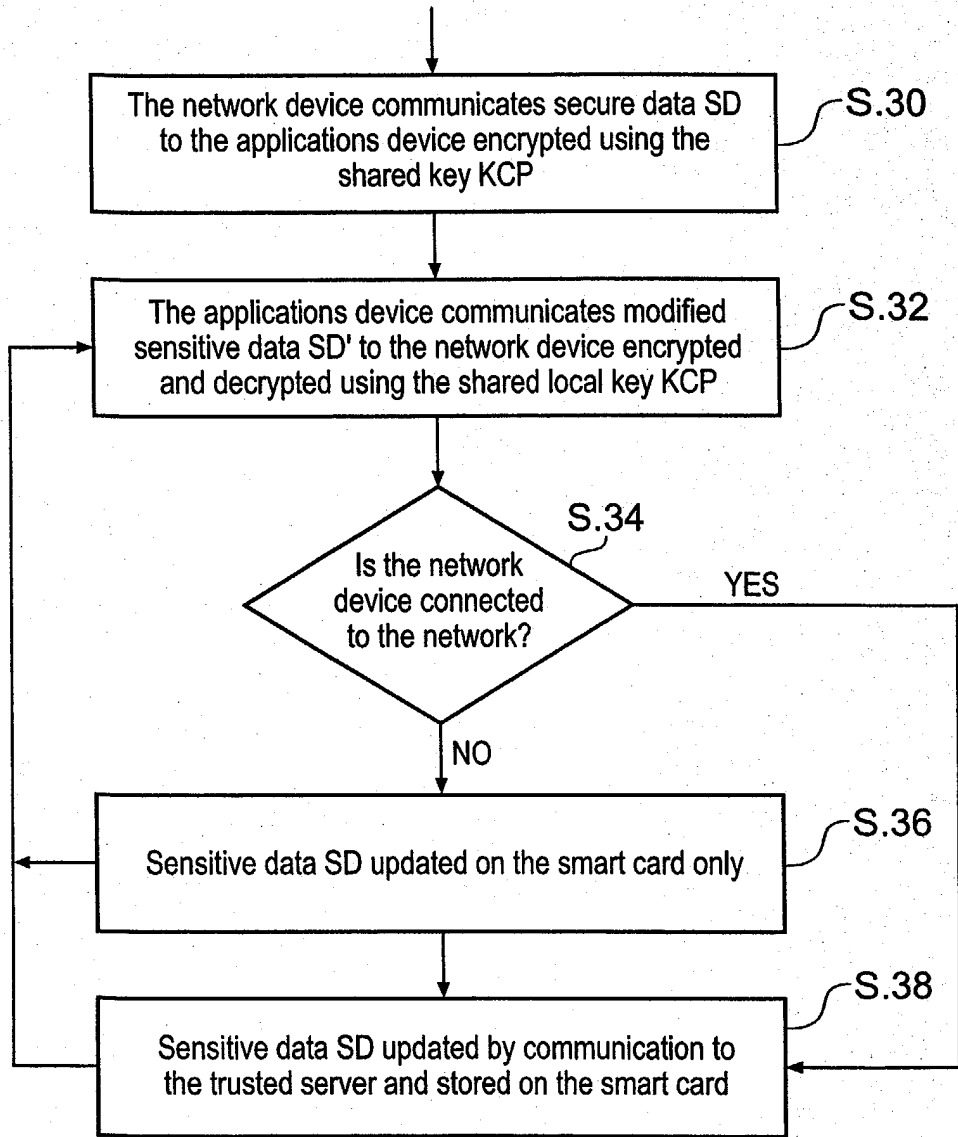 The network device communicates secure data SD
to the applications device encrypted using the
shared key KCP
S.30
The applications device communicates modified
sensitive data SD' to the network device encrypted
and decrypted using the shared local key KCP
S.32
Is the network
device connected
to the network?
S.34
YES
NO
Sensitive data SD updated on the smart card only
S.36
Sensitive data SD updated by communication to
the trusted server and stored on the smart card
S.38